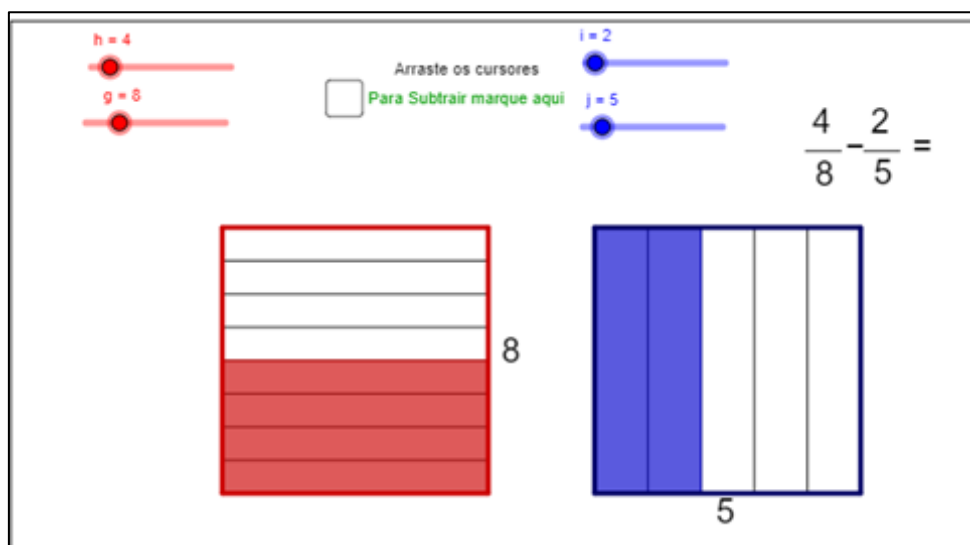 h = 4
g = 8
Arraste os cursores
Para Subtrair marque aqui
i = 2
j = 5
4/8 − 2/5 =
8
5